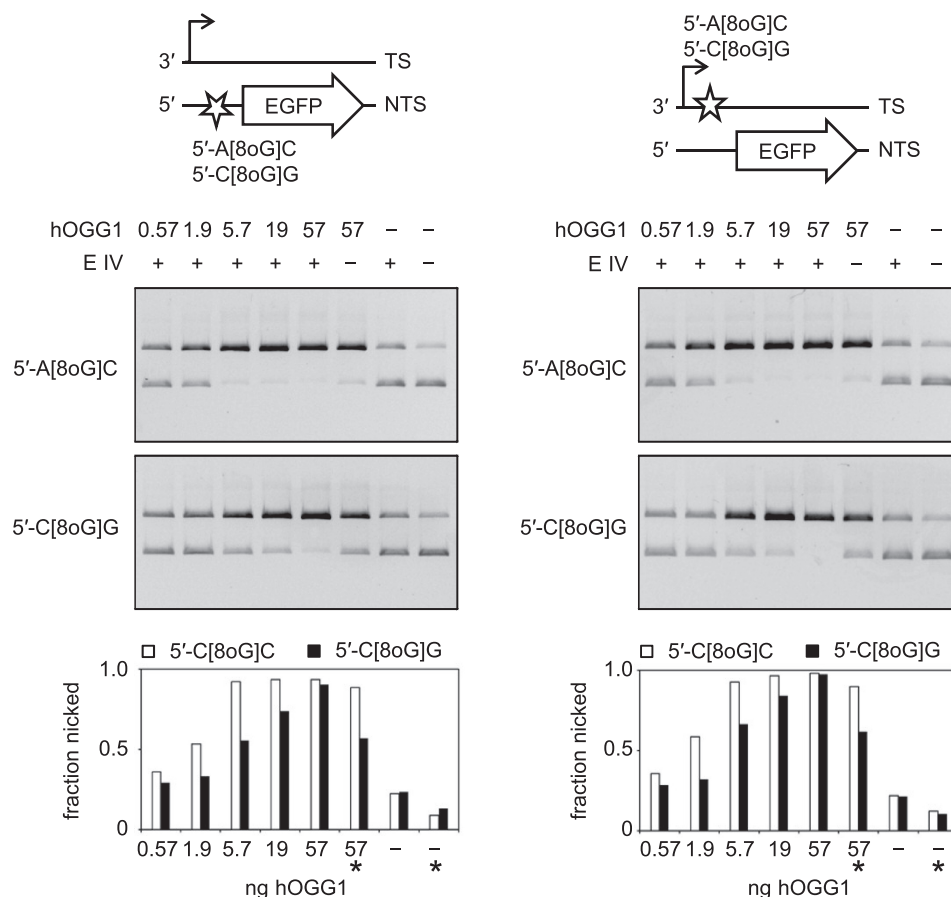 3′ TS
5′ EGFP NTS
5′-A[8oG]C
5′-C[8oG]G
hOGG1 0.57 1.9 5.7 19 57 57 – –
E IV + + + + + – + –
5′-A[8oG]C
5′-C[8oG]G
5′-C[8oG]C 5′-C[8oG]G
fraction nicked
1.0
0.5
0
0.57 1.9 5.7 19 57 57 – –
* *
ng hOGG1
5′-A[8oG]C
5′-C[8oG]G
3′ TS
5′ EGFP NTS
hOGG1 0.57 1.9 5.7 19 57 57 – –
E IV + + + + + – + –
5′-A[8oG]C
5′-C[8oG]G
5′-C[8oG]C 5′-C[8oG]G
fraction nicked
1.0
0.5
0
0.57 1.9 5.7 19 57 57 – –
* *
ng hOGG1